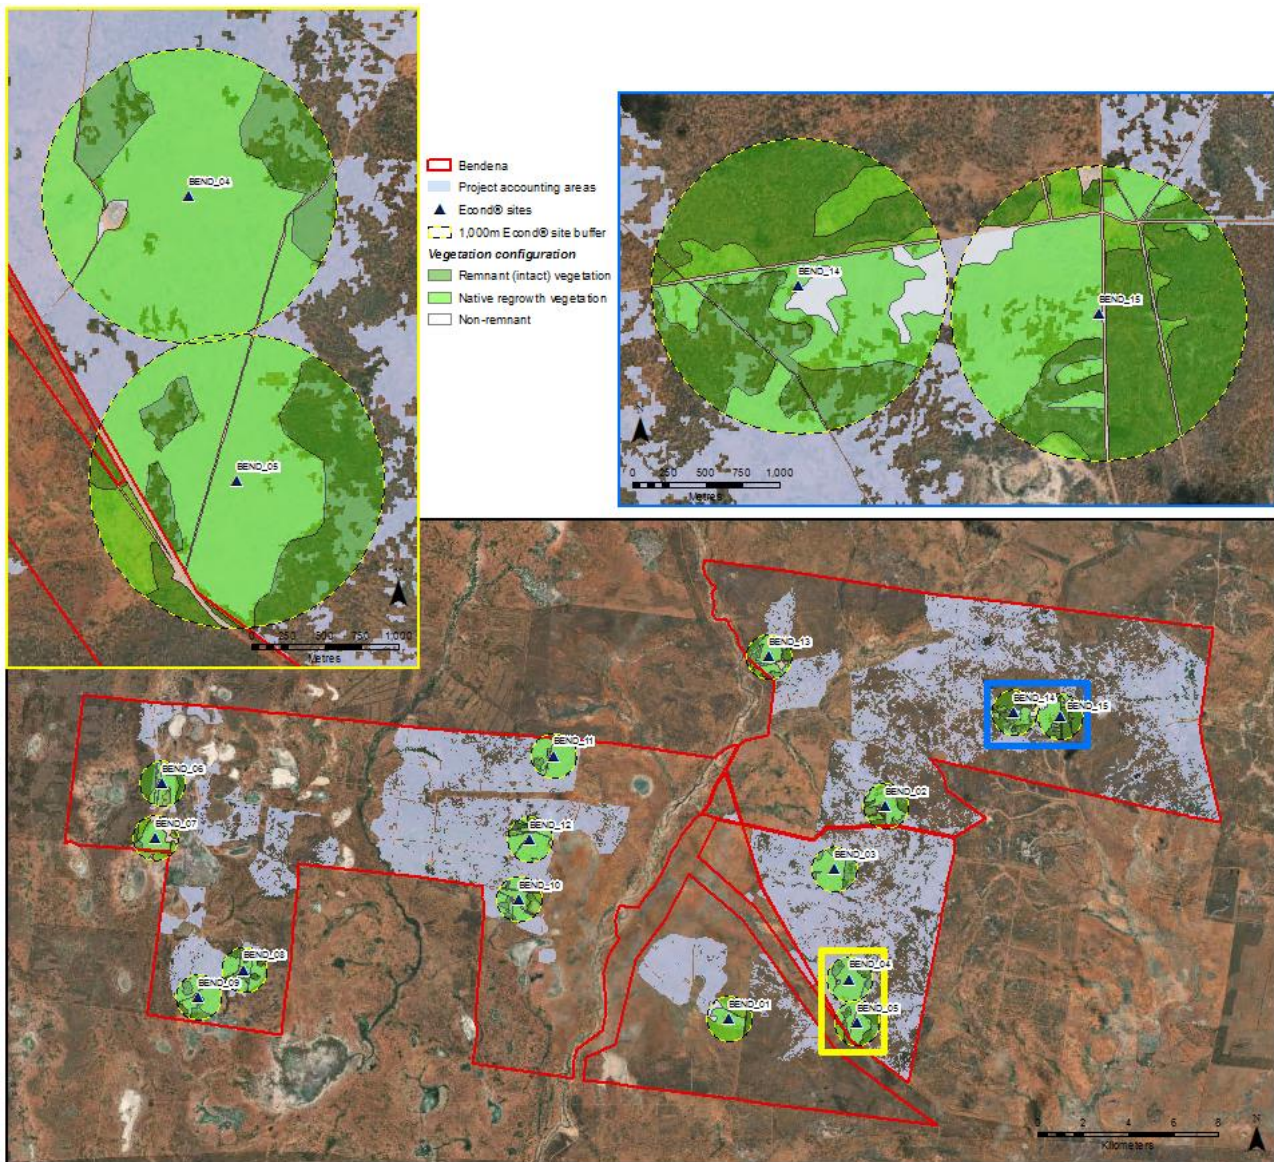 BEND_04
BEND_05
0 250 500 750 1,000
Metres
Bendena
Project accounting areas
Econd® sites
1,000m Econd® site buffer
Vegetation configuration
Remnant (intact) vegetation
Native regrowth vegetation
Non-remnant
BEND_14
BEND_15
0 250 500 750 1,000
Metres
BEND_13
BEND_14
BEND_15
BEND_11
BEND_06
BEND_02
BEND_07
BEND_12
BEND_03
BEND_10
BEND_08
BEND_04
BEND_09
BEND_01
BEND_05
0 2 4 6 8
Kilometers
N